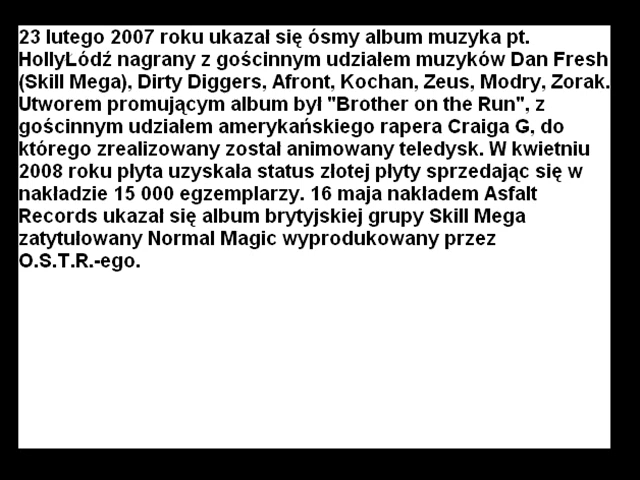 23 lutego 2007 roku ukazał się ósmy album muzyka pt.
HollyŁódź nagrany z gościnnym udziałem muzyków Dan Fresh
(Skill Mega), Dirty Diggers, Afront, Kochan, Zeus, Modry, Zorak.
Utworem promującym album był "Brother on the Run", z
gościnnym udziałem amerykańskiego rapera Craiga G, do
którego zrealizowany został animowany teledysk. W kwietniu
2008 roku płyta uzyskała status złotej płyty sprzedając się w
nakładzie 15 000 egzemplarzy. 16 maja nakładem Asfalt
Records ukazał się album brytyjskiej grupy Skill Mega
zatytułowany Normal Magic wyprodukowany przez
O.S.T.R.-ego.